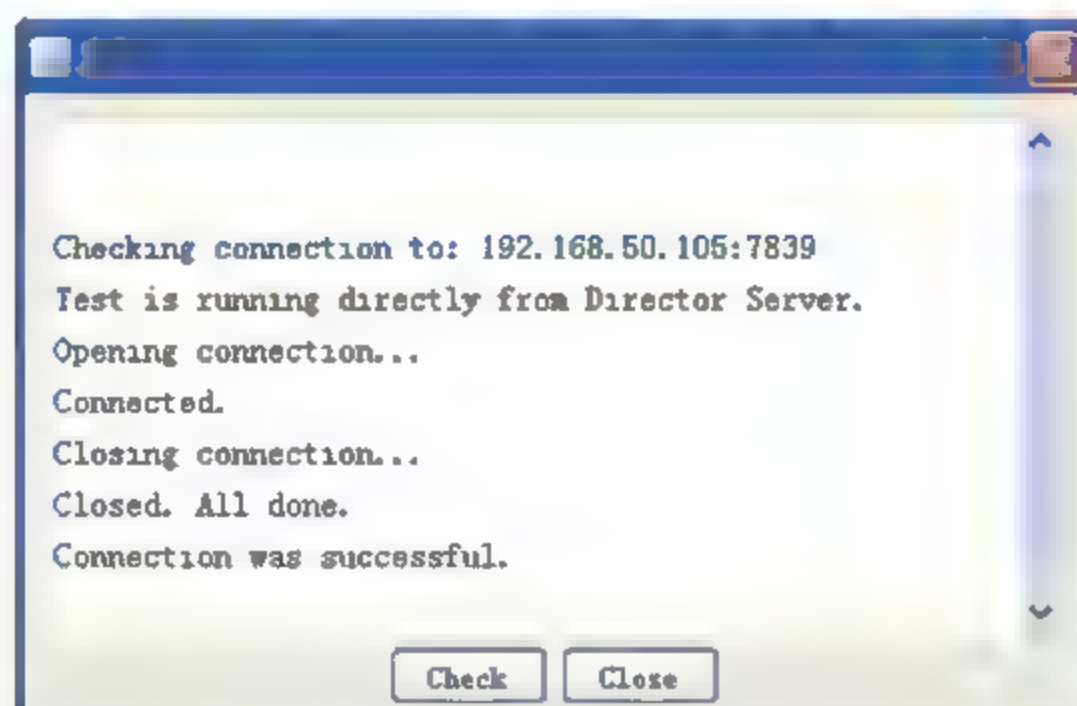 Checking connection to: 192.168.50.105:7839
Test is running directly from Director Server.
Opening connection...
Connected.
Closing connection...
Closed. All done.
Connection was successful.
Check
Close